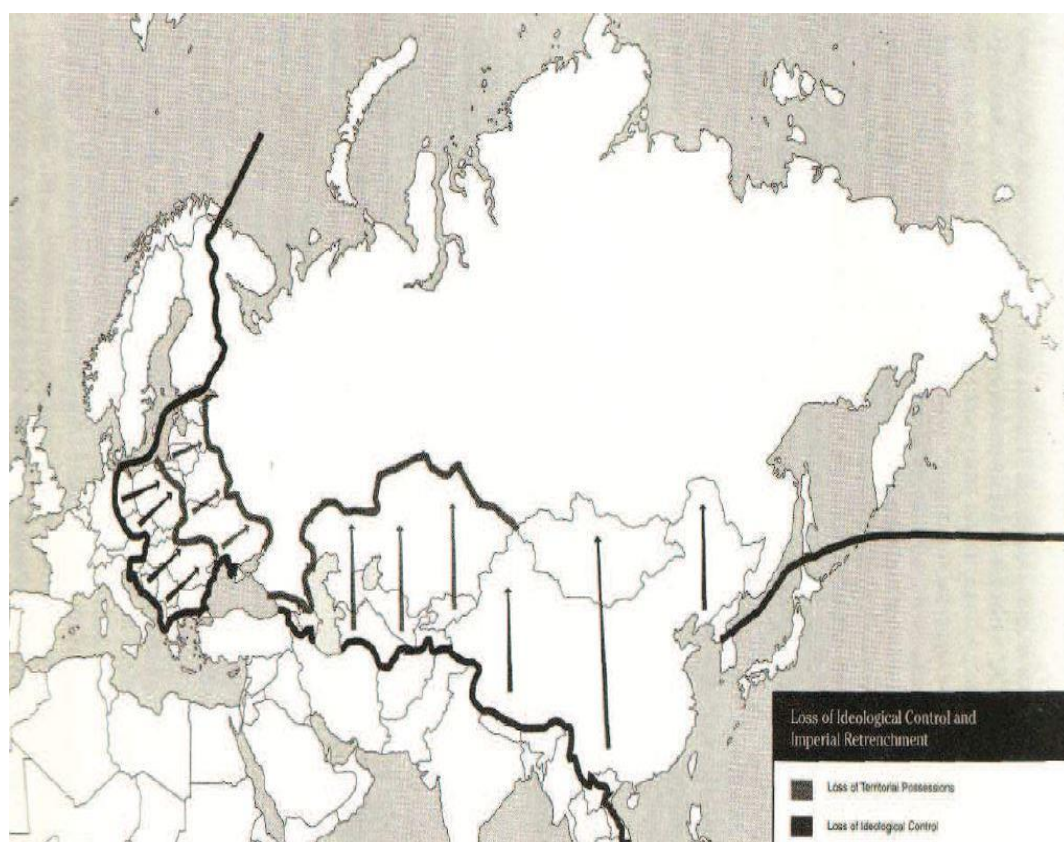 Loss of Ideological Control and
Imperial Retrenchment
Loss of Territorial Possessions
Loss of Ideological Control